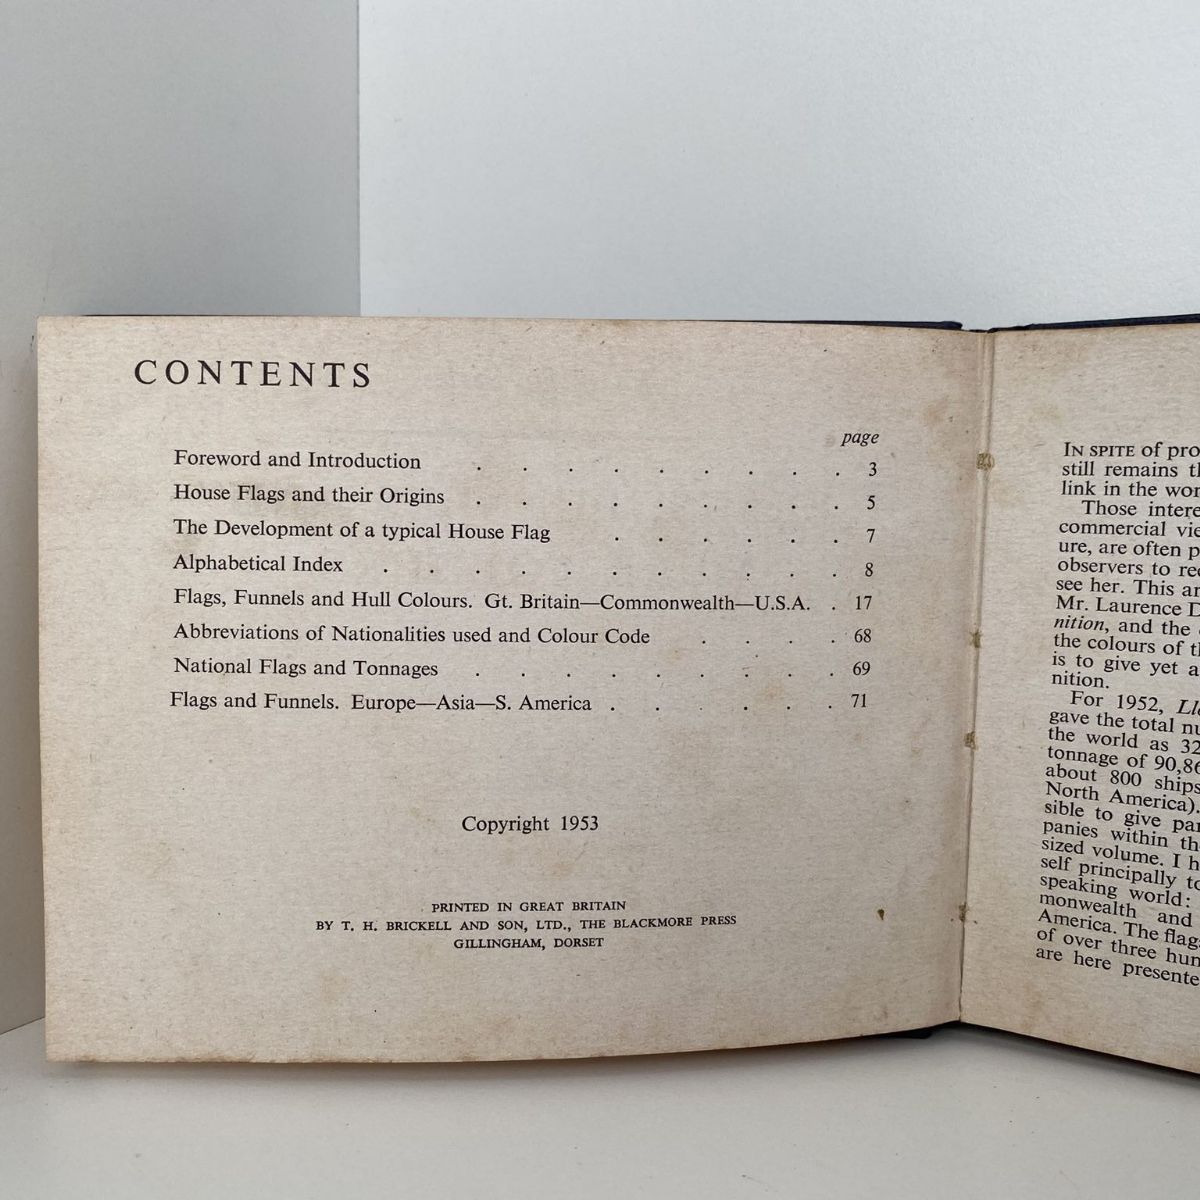 CONTENTS
page
Foreword and Introduction . . . . . . . . . 3
House Flags and their Origins . . . . . . . . . 5
The Development of a typical House Flag . . . . . . 7
Alphabetical Index . . . . . . . . . . . 8
Flags, Funnels and Hull Colours. Gt. Britain—Commonwealth—U.S.A. . 17
Abbreviations of Nationalities used and Colour Code . . . . 68
National Flags and Tonnages . . . . . . . . . 69
Flags and Funnels. Europe—Asia—S. America . . . . . . 71
Copyright 1953
PRINTED IN GREAT BRITAIN
BY T. H. BRICKELL AND SON, LTD., THE BLACKMORE PRESS
GILLINGHAM, DORSET
IN SPITE of pro
still remains
link in the wor
Those intere
commercial vie
ure, are often p
observers to rec
see her. This
Mr. Laurence D
nition, and the
the colours of
is to give yet a
nition.
For 1952,
gave the total nu
the world as 32
tonnage of 90,86
about 800 ships
North America).
sible to give par
panies within
sized volume. I h
self principally to
speaking world:
monwealth and
America. The flag
of over three hun
are here presente